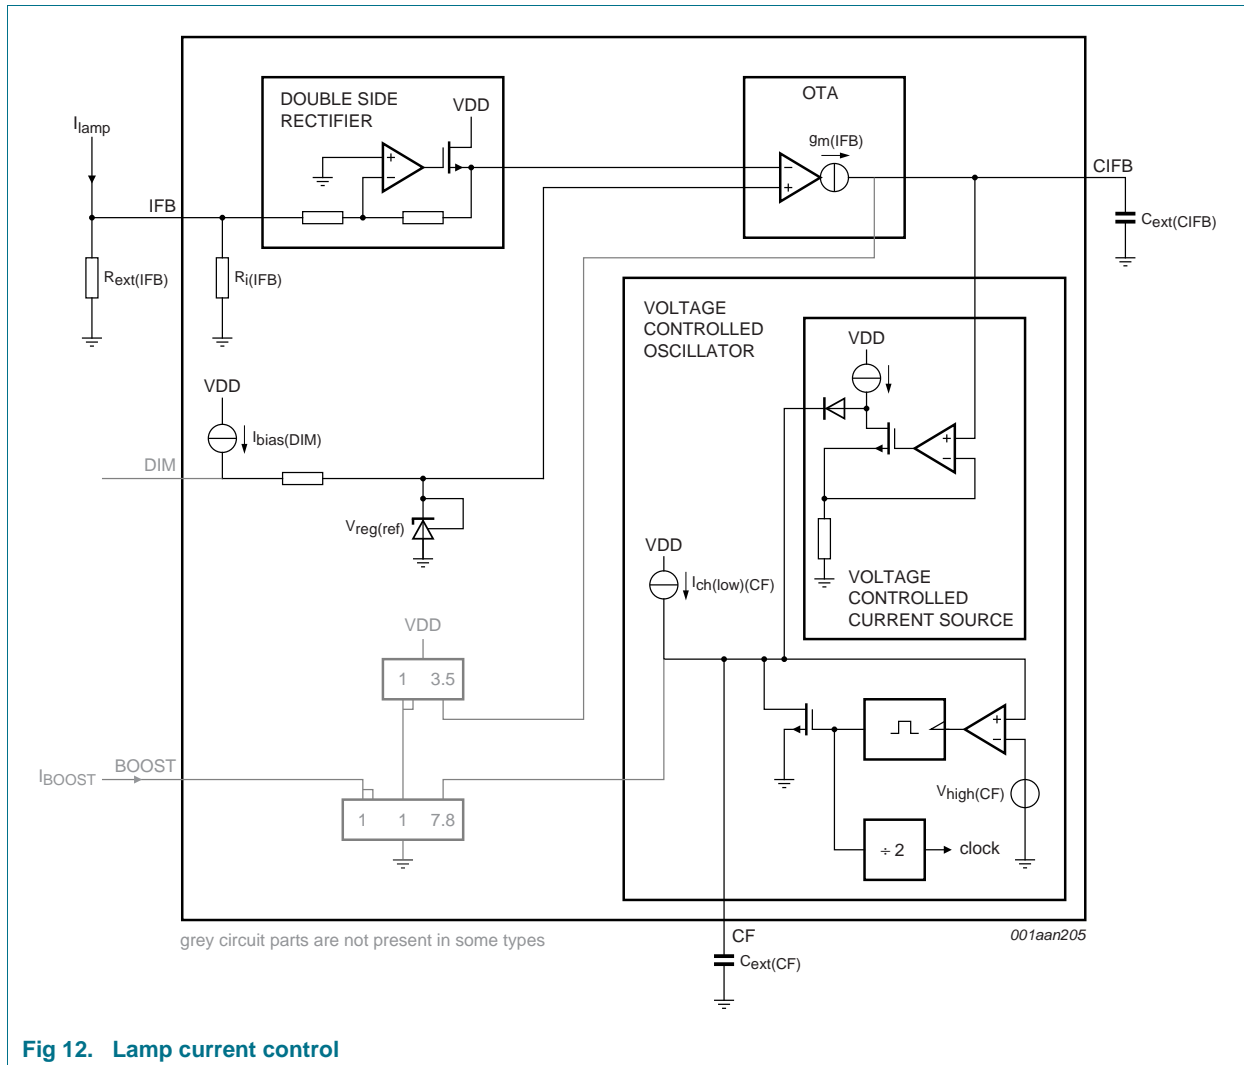 DOUBLE SIDE
RECTIFIER
VDD
OTA
gm(IFB)
Ilamp
IFB
CIFB
Cext(CIFB)
Rext(IFB)
Ri(IFB)
VOLTAGE
CONTROLLED
OSCILLATOR
VDD
VDD
Ibias(DIM)
DIM
Vreg(ref)
VDD
Ich(low)(CF)
VOLTAGE
CONTROLLED
CURRENT SOURCE
VDD
1 3.5
IBOOST
BOOST
1 1 7.8
Vhigh(CF)
÷ 2
clock
grey circuit parts are not present in some types
CF
001aan205
Cext(CF)
Fig 12. Lamp current control